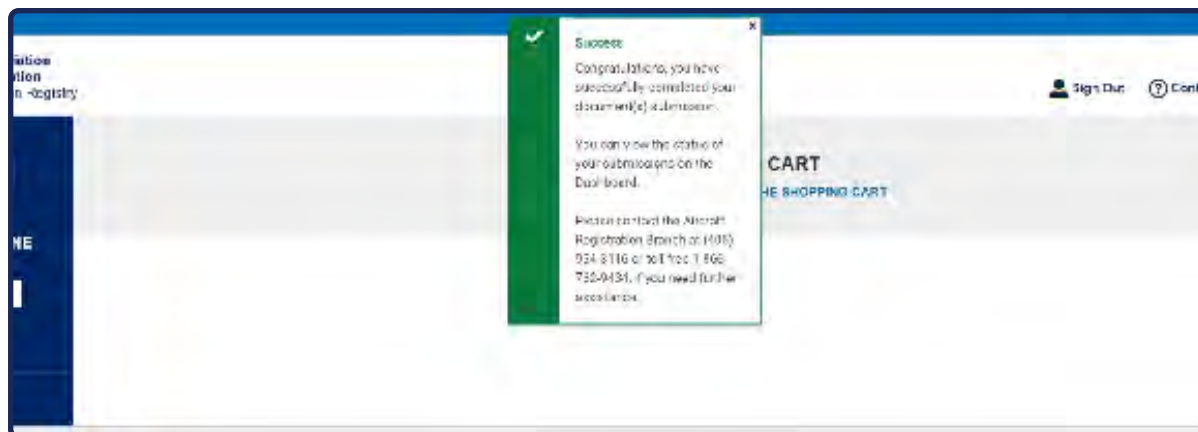 Success
Congratulations, you have
successfully completed your
document(s) submission.
You can view the status of
your submissions on the
Dashboard.
Please contact the Aircraft
Registration Branch at (405)
954-3116 or toll free 1-866-
762-9434, if you need further
assistance.
Registry
Sign Out
CART
HE SHOPPING CART
NE